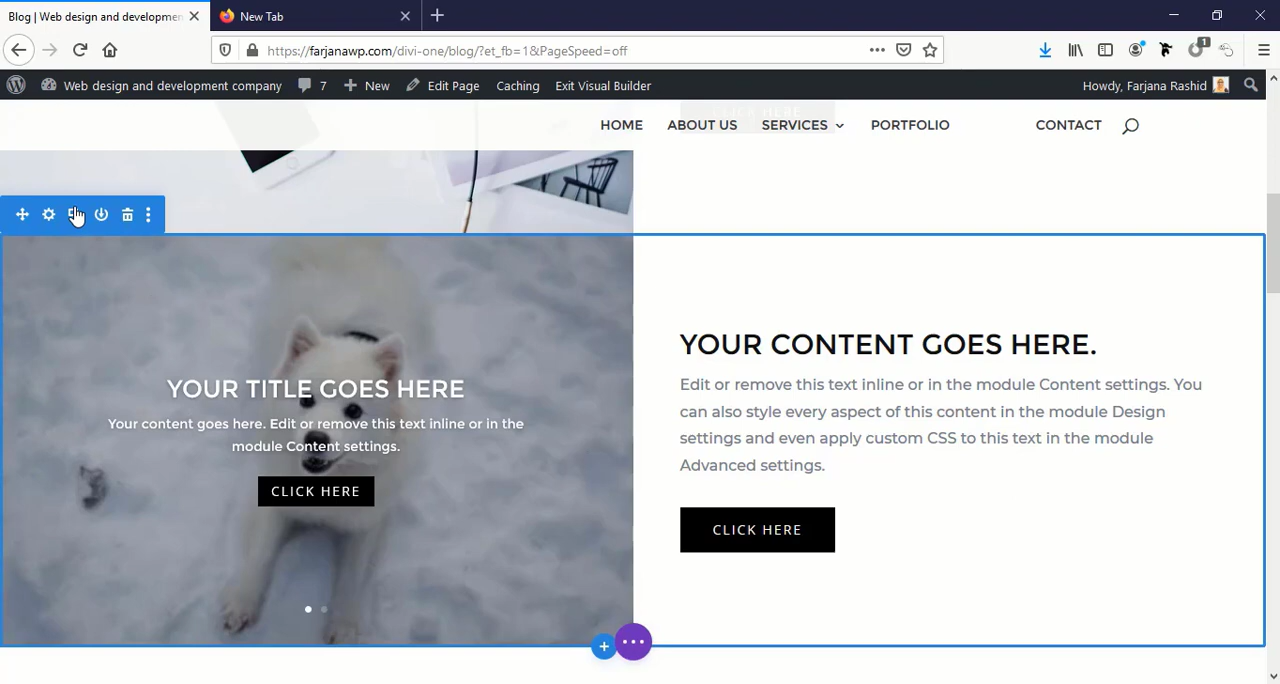 Blog | Web design and developmen
New Tab
https://farjanawp.com/divi-one/blog/?et_fb=1&PageSpeed=off
1
Web design and development company
7
New
Edit Page
Caching
Exit Visual Builder
Howdy, Farjana Rashid
CLICK HERE
HOME
ABOUT US
SERVICES
PORTFOLIO
CONTACT
YOUR TITLE GOES HERE
Your content goes here. Edit or remove this text inline or in the
module Content settings.
CLICK HERE
YOUR CONTENT GOES HERE.
Edit or remove this text inline or in the module Content settings. You
can also style every aspect of this content in the module Design
settings and even apply custom CSS to this text in the module
Advanced settings.
CLICK HERE